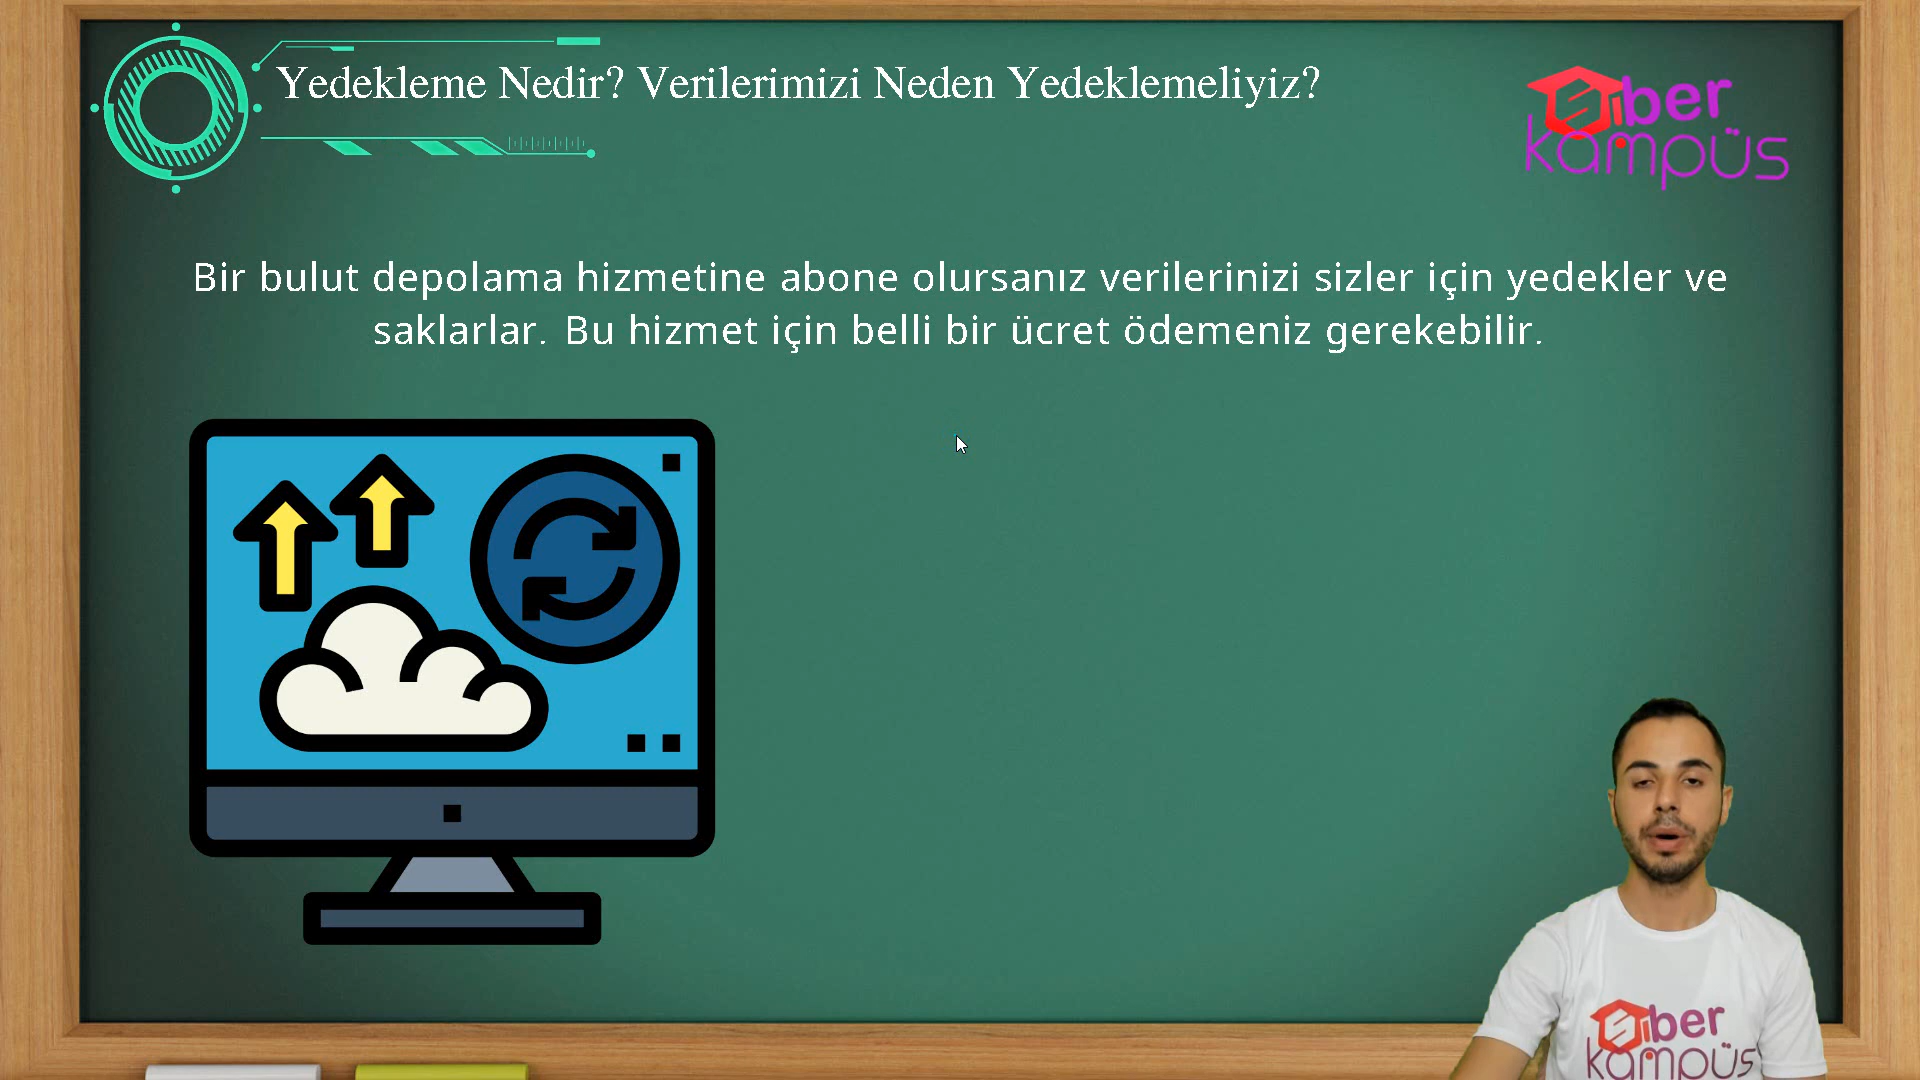 Yedekleme Nedir? Verilerimizi Neden Yedeklemeliyiz?
Siber
kampüs
Bir bulut depolama hizmetine abone olursanız verilerinizi sizler için yedekler ve
saklarlar. Bu hizmet için belli bir ücret ödemeniz gerekebilir.
Siber
kampüs